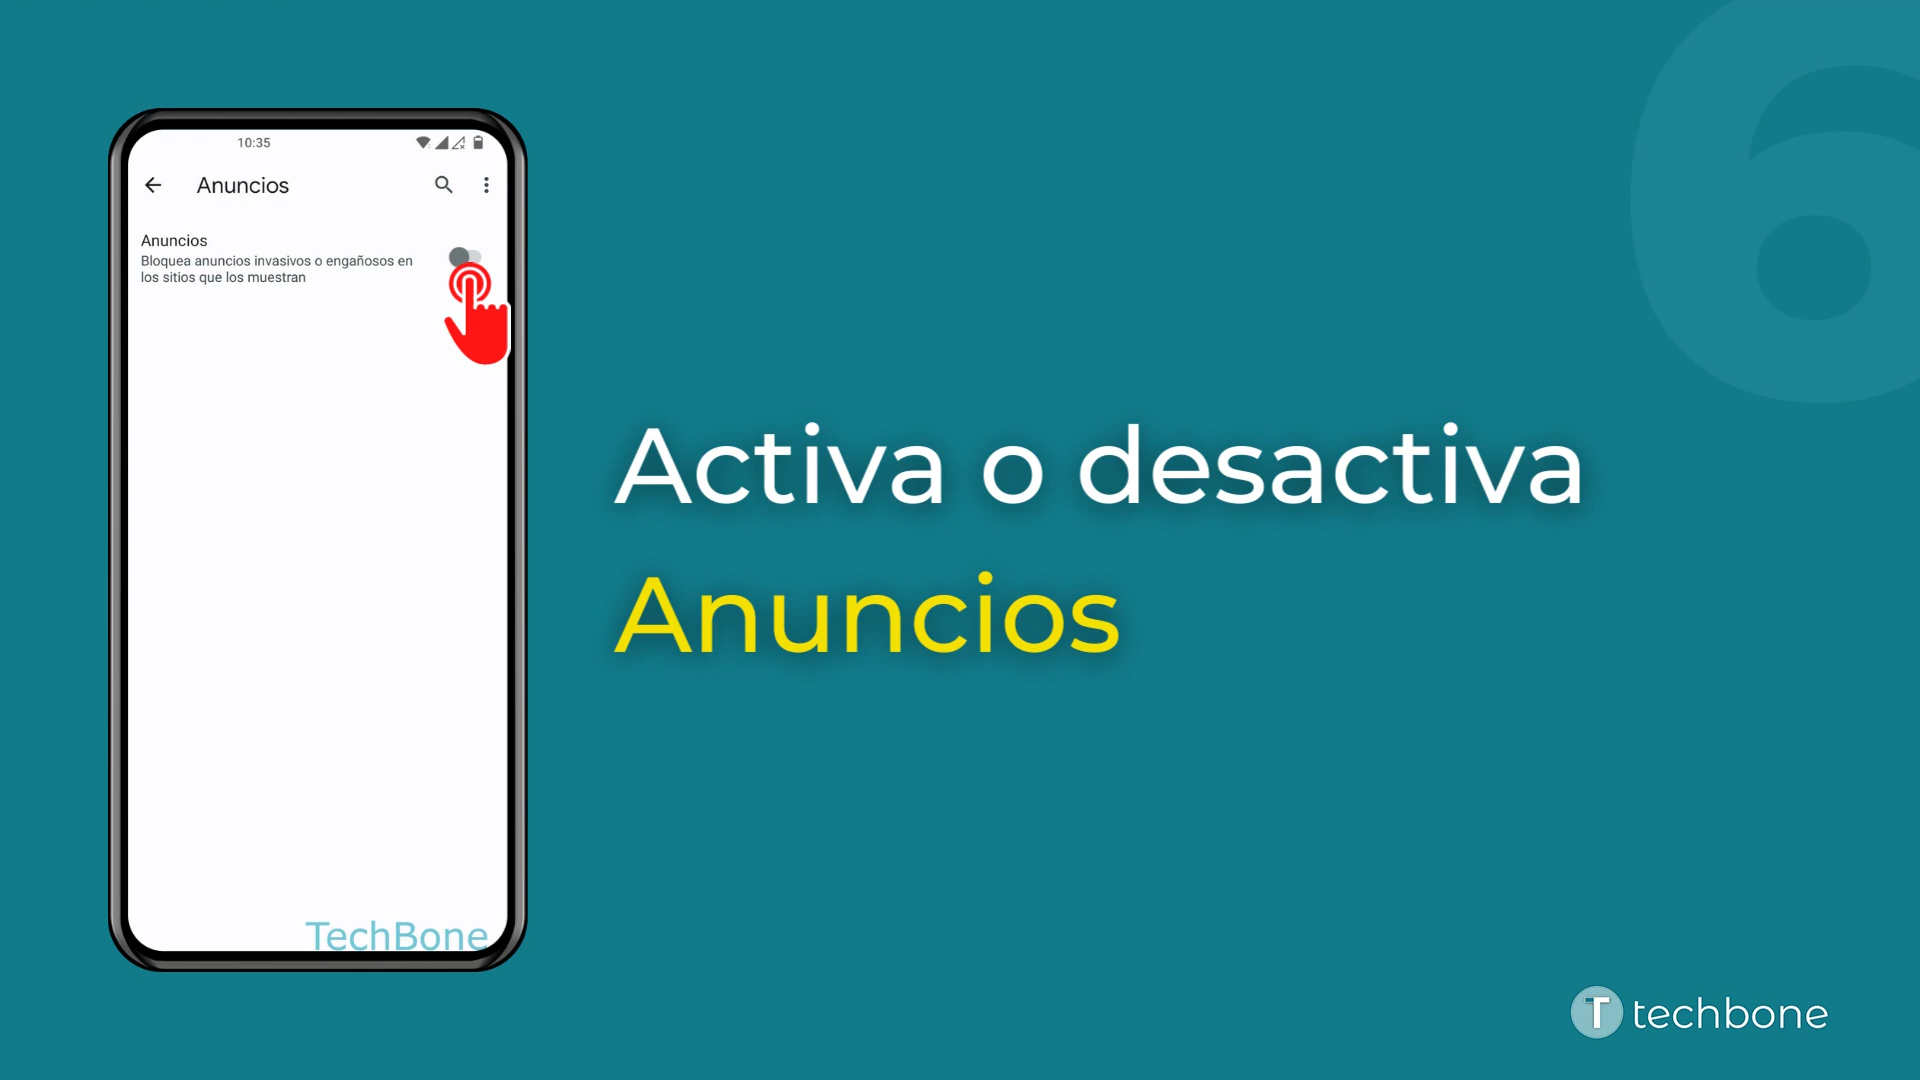 6
10:35
Anuncios
Anuncios
Bloquea anuncios invasivos o engañosos en
los sitios que los muestran
Activa o desactiva
Anuncios
TechBone
T techbone